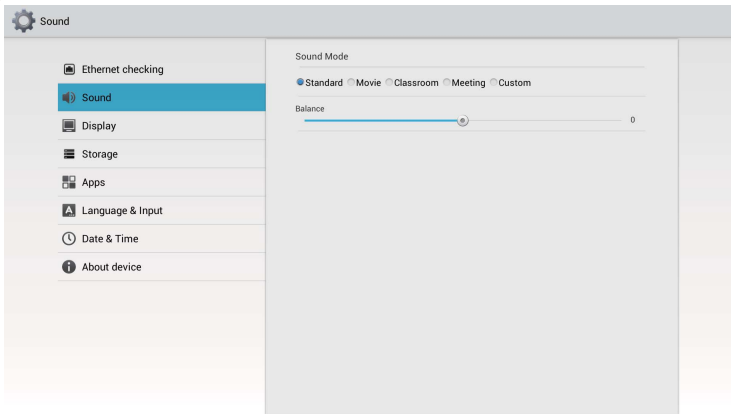 Sound
Ethernet checking
Sound
Display
Storage
Apps
Language & Input
Date & Time
About device
Sound Mode
Standard Movie Classroom Meeting Custom
Balance
0